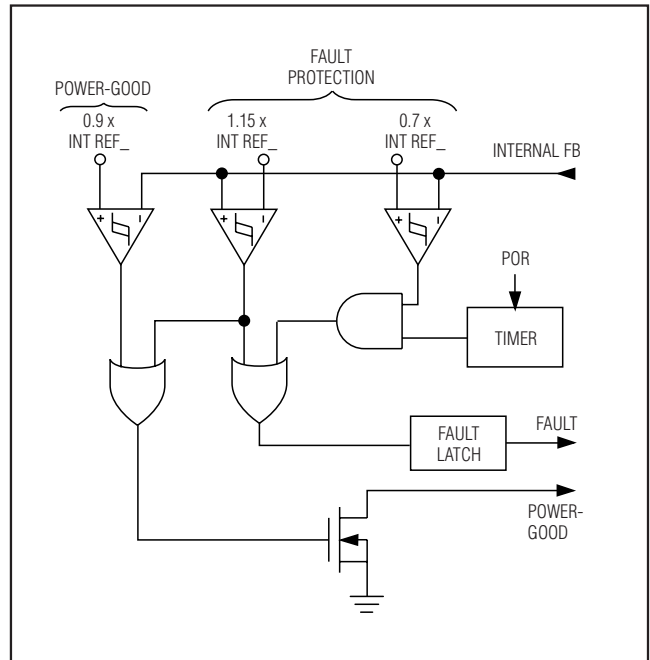 FAULT
PROTECTION
POWER-GOOD
0.9 x
INT REF_
1.15 x
INT REF_
0.7 x
INT REF_
INTERNAL FB
+ –
+ –
+ –
POR
TIMER
FAULT
LATCH
FAULT
POWER-
GOOD